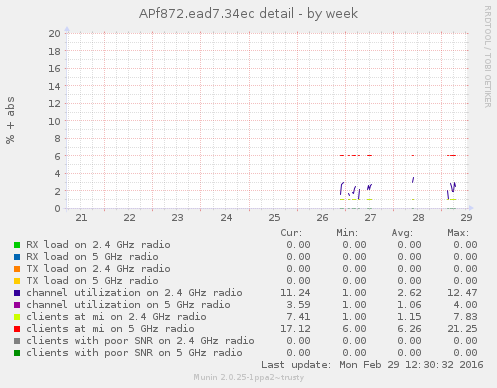 APf872.ead7.34ec detail - by week
RRDTOOL / TOBI OETIKER
% + abs
20
18
16
14
12
10
8
6
4
2
0
21 22 23 24 25 26 27 28 29
Cur: Min: Avg: Max:
RX load on 2.4 GHz radio 0.00 0.00 0.00 0.00
RX load on 5 GHz radio 0.00 0.00 0.00 0.00
TX load on 2.4 GHz radio 0.00 0.00 0.00 0.00
TX load on 5 GHz radio 0.00 0.00 0.00 0.00
channel utilization on 2.4 GHz radio 11.24 1.00 2.62 12.47
channel utilization on 5 GHz radio 3.59 1.00 1.06 4.00
clients at mi on 2.4 GHz radio 7.41 1.00 1.15 7.83
clients at mi on 5 GHz radio 17.12 6.00 6.26 21.25
clients with poor SNR on 2.4 GHz radio 0.00 0.00 0.00 0.00
clients with poor SNR on 5 GHz radio 0.00 0.00 0.00 0.00
Last update: Mon Feb 29 12:30:32 2016
Munin 2.0.25-1ppa2~trusty